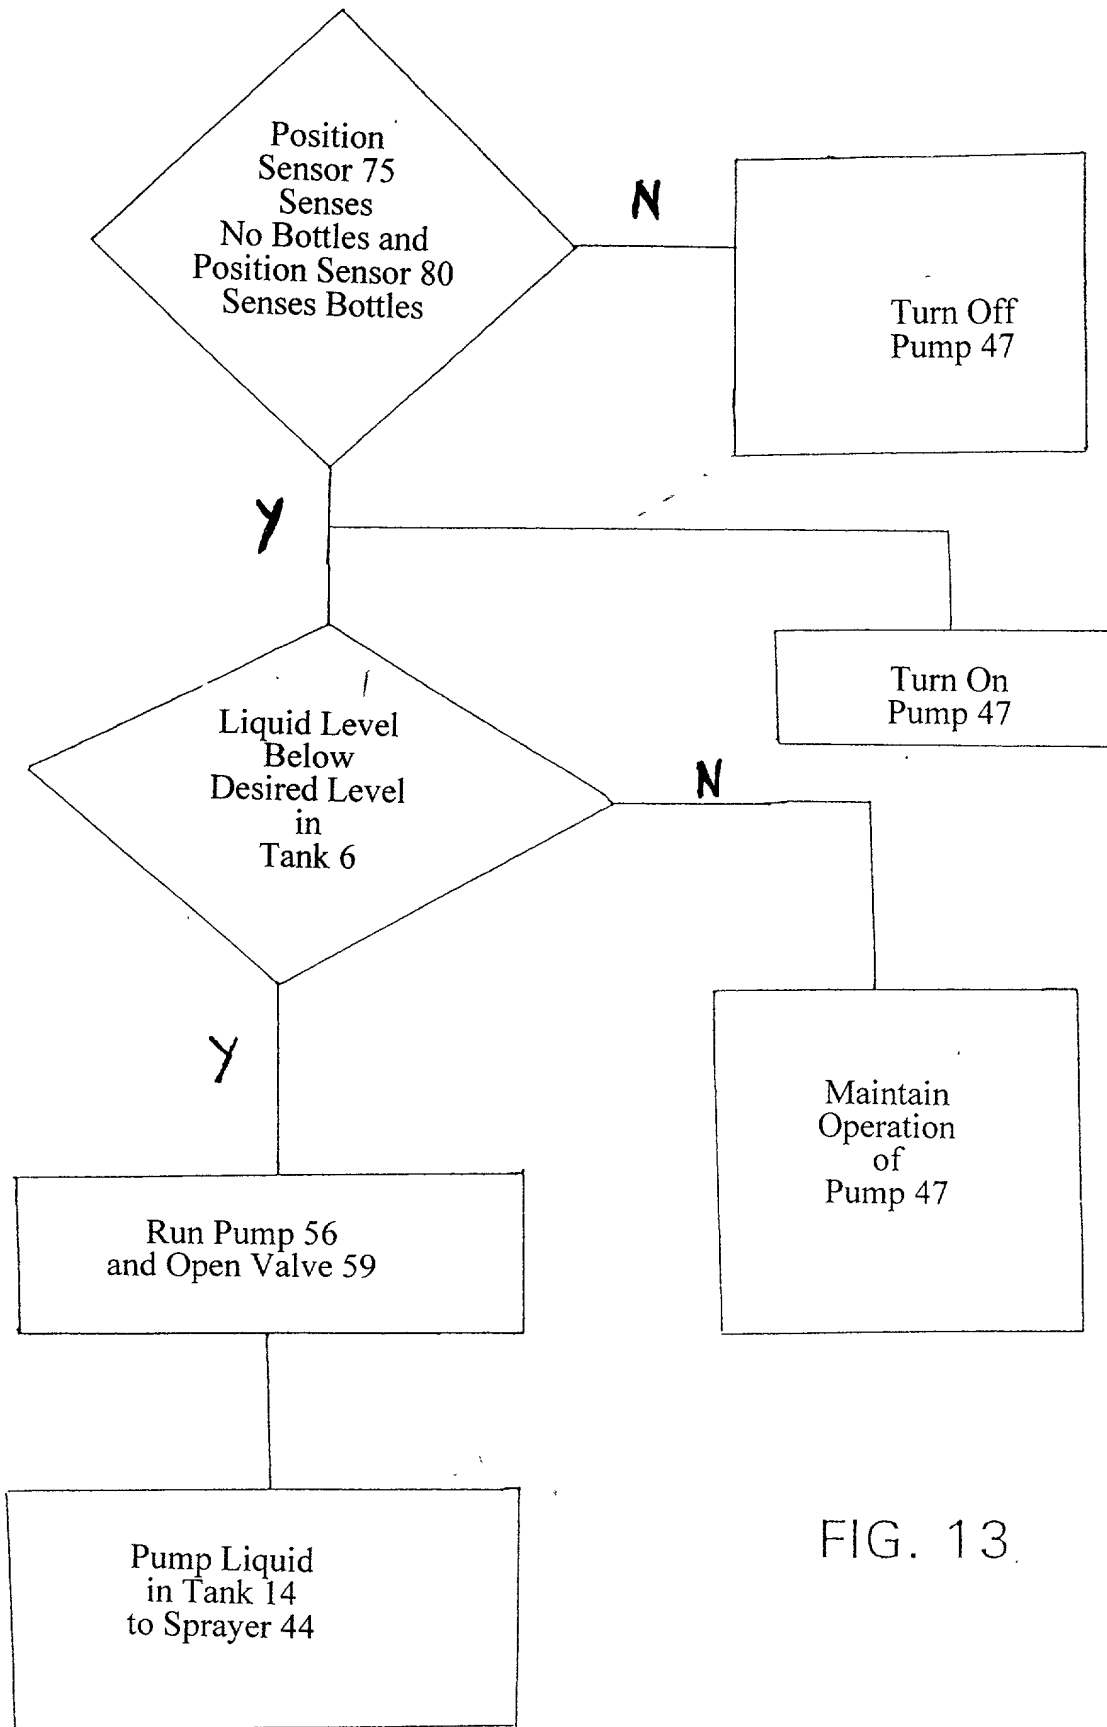 Position
Sensor 75
Senses
No Bottles and
Position Sensor 80
Senses Bottles
N
Turn Off
Pump 47
Y
Turn On
Pump 47
Liquid Level
Below
Desired Level
in
Tank 6
N
Y
Maintain
Operation
of
Pump 47
Run Pump 56
and Open Valve 59
Pump Liquid
in Tank 14
to Sprayer 44
FIG. 13